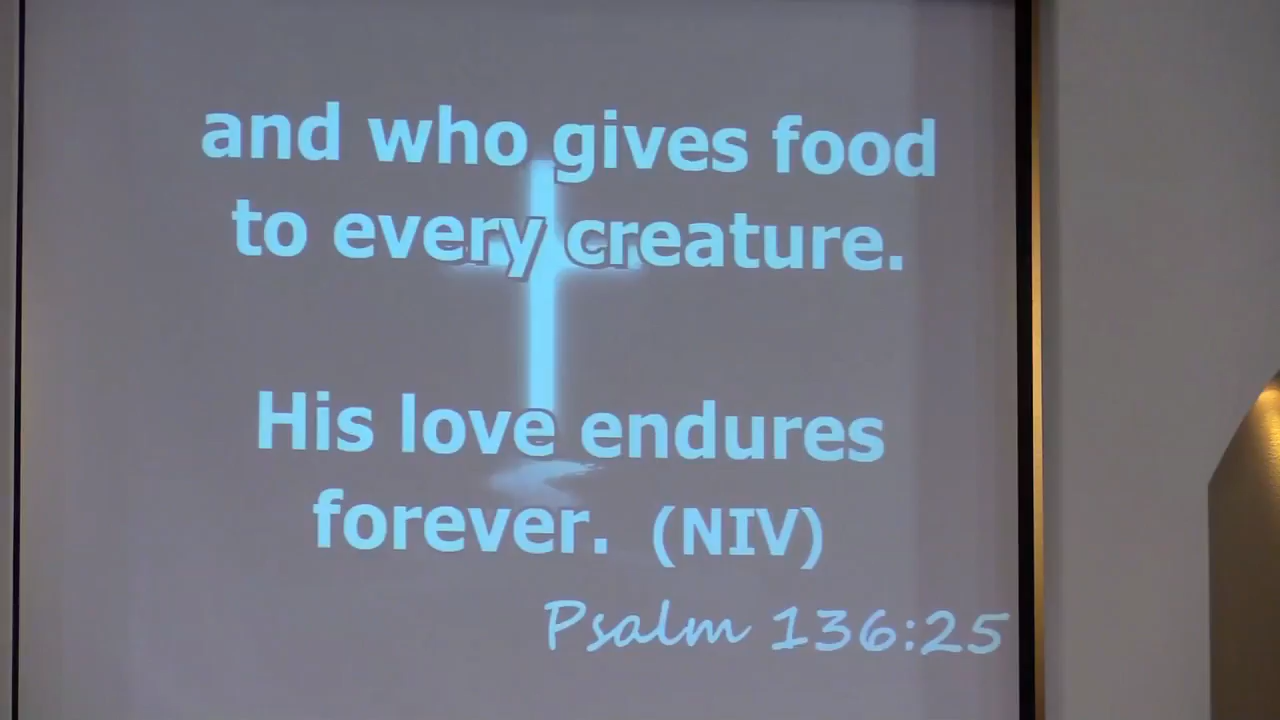 and who gives food
to every creature.
His love endures
forever. (NIV)
Psalm 136:25